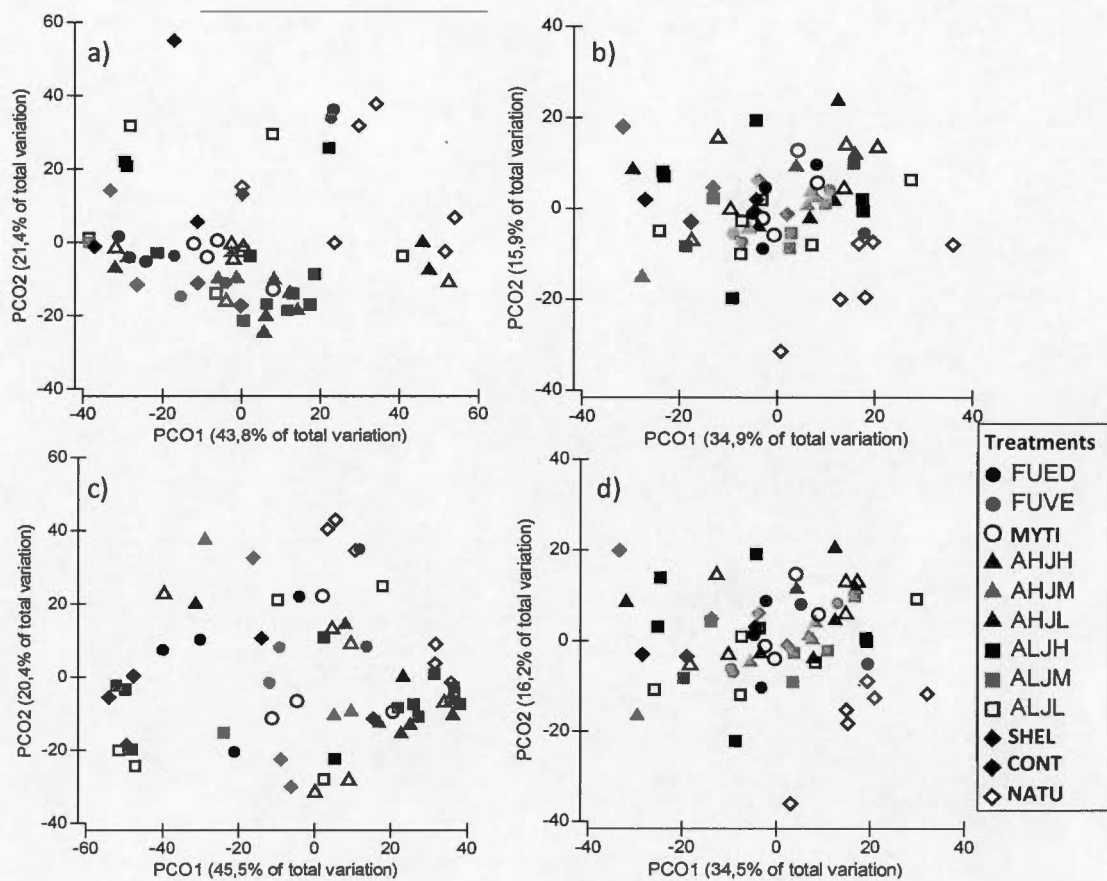 a)
60
40
20
0
-20
-40
PCO2 (21,4% of total variation)
-40
-20
0
20
40
60
PCO1 (43,8% of total variation)
b)
40
20
0
-20
-40
PCO2 (15,9% of total variation)
-40
-20
0
20
40
PCO1 (34,9% of total variation)
c)
60
40
20
0
-20
-40
PCO2 (20,4% of total variation)
-60
-40
-20
0
20
40
PCO1 (45,5% of total variation)
d)
40
20
0
-20
-40
PCO2 (16,2% of total variation)
-40
-20
0
20
40
PCO1 (34,5% of total variation)
Treatments
FUED
FUVE
MYTI
AHJH
AHJM
AHJL
ALJH
ALJM
ALJL
SHEL
CONT
NATU